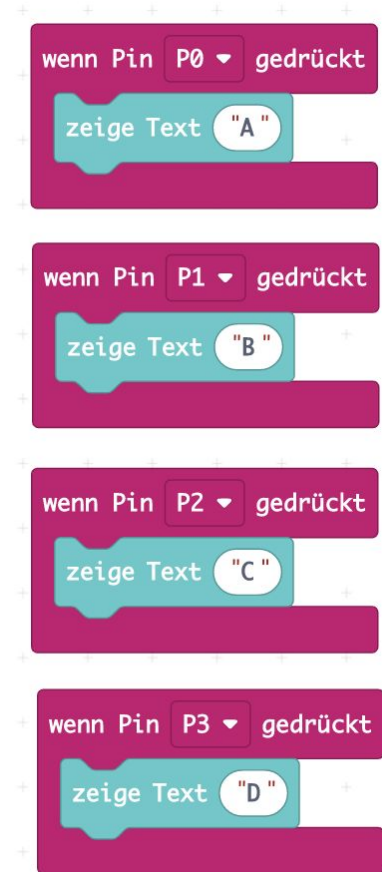 wenn Pin P0 gedrückt
zeige Text "A"
wenn Pin P1 gedrückt
zeige Text "B"
wenn Pin P2 gedrückt
zeige Text "C"
wenn Pin P3 gedrückt
zeige Text "D"